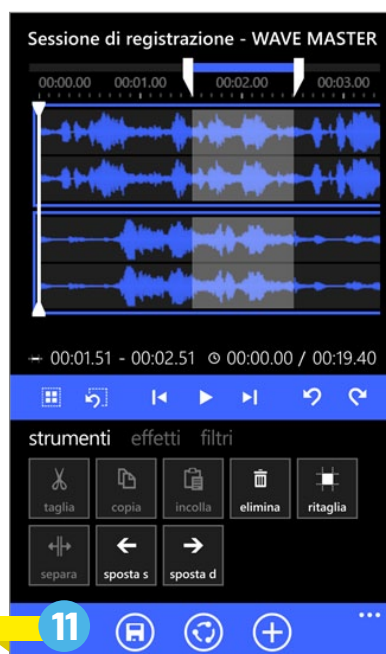 Sessione di registrazione - WAVE MASTER
00:00.00 00:01.00 00:02.00 00:03.00
00:01.51 - 00:02.51 00:00.00 / 00:19.40
strumenti effetti filtri
taglia copia incolla elimina ritaglia
separa sposta s sposta d
11